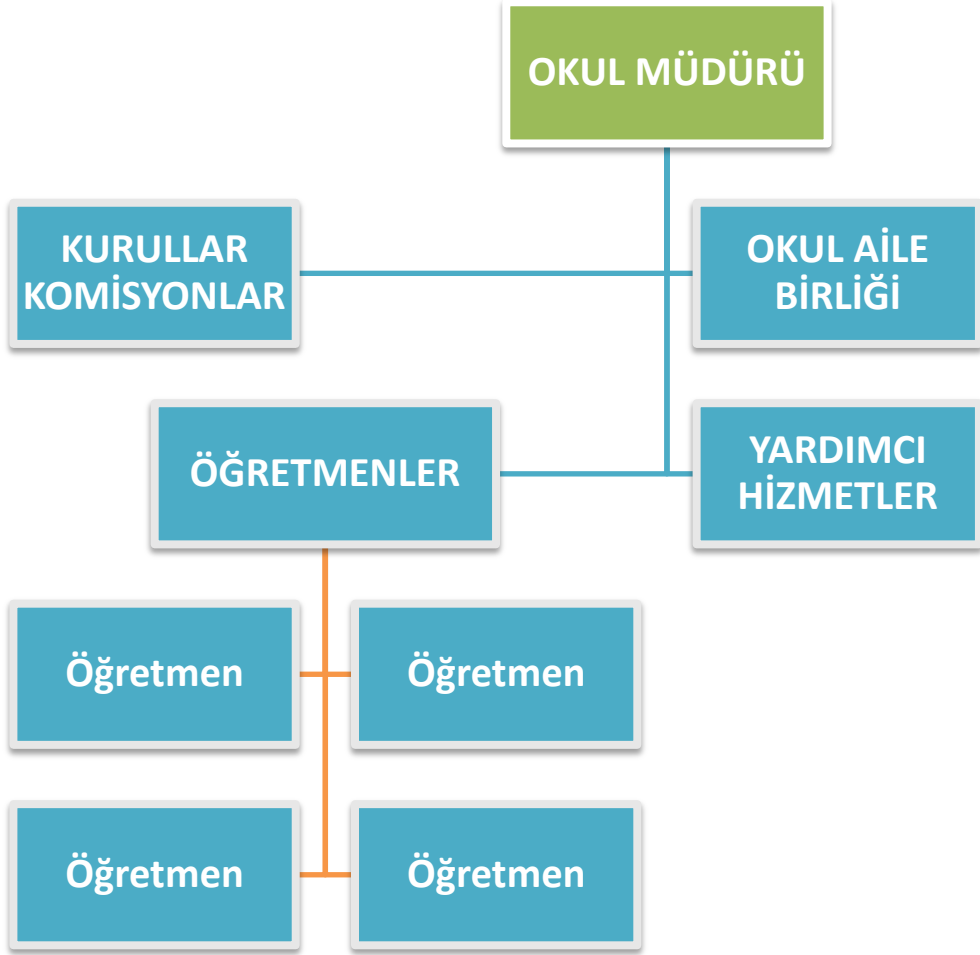 OKUL MÜDÜRÜ
KURULLAR
KOMİSYONLAR
OKUL AİLE
BİRLİĞİ
ÖĞRETMENLER
YARDIMCI
HİZMETLER
Öğretmen
Öğretmen
Öğretmen
Öğretmen